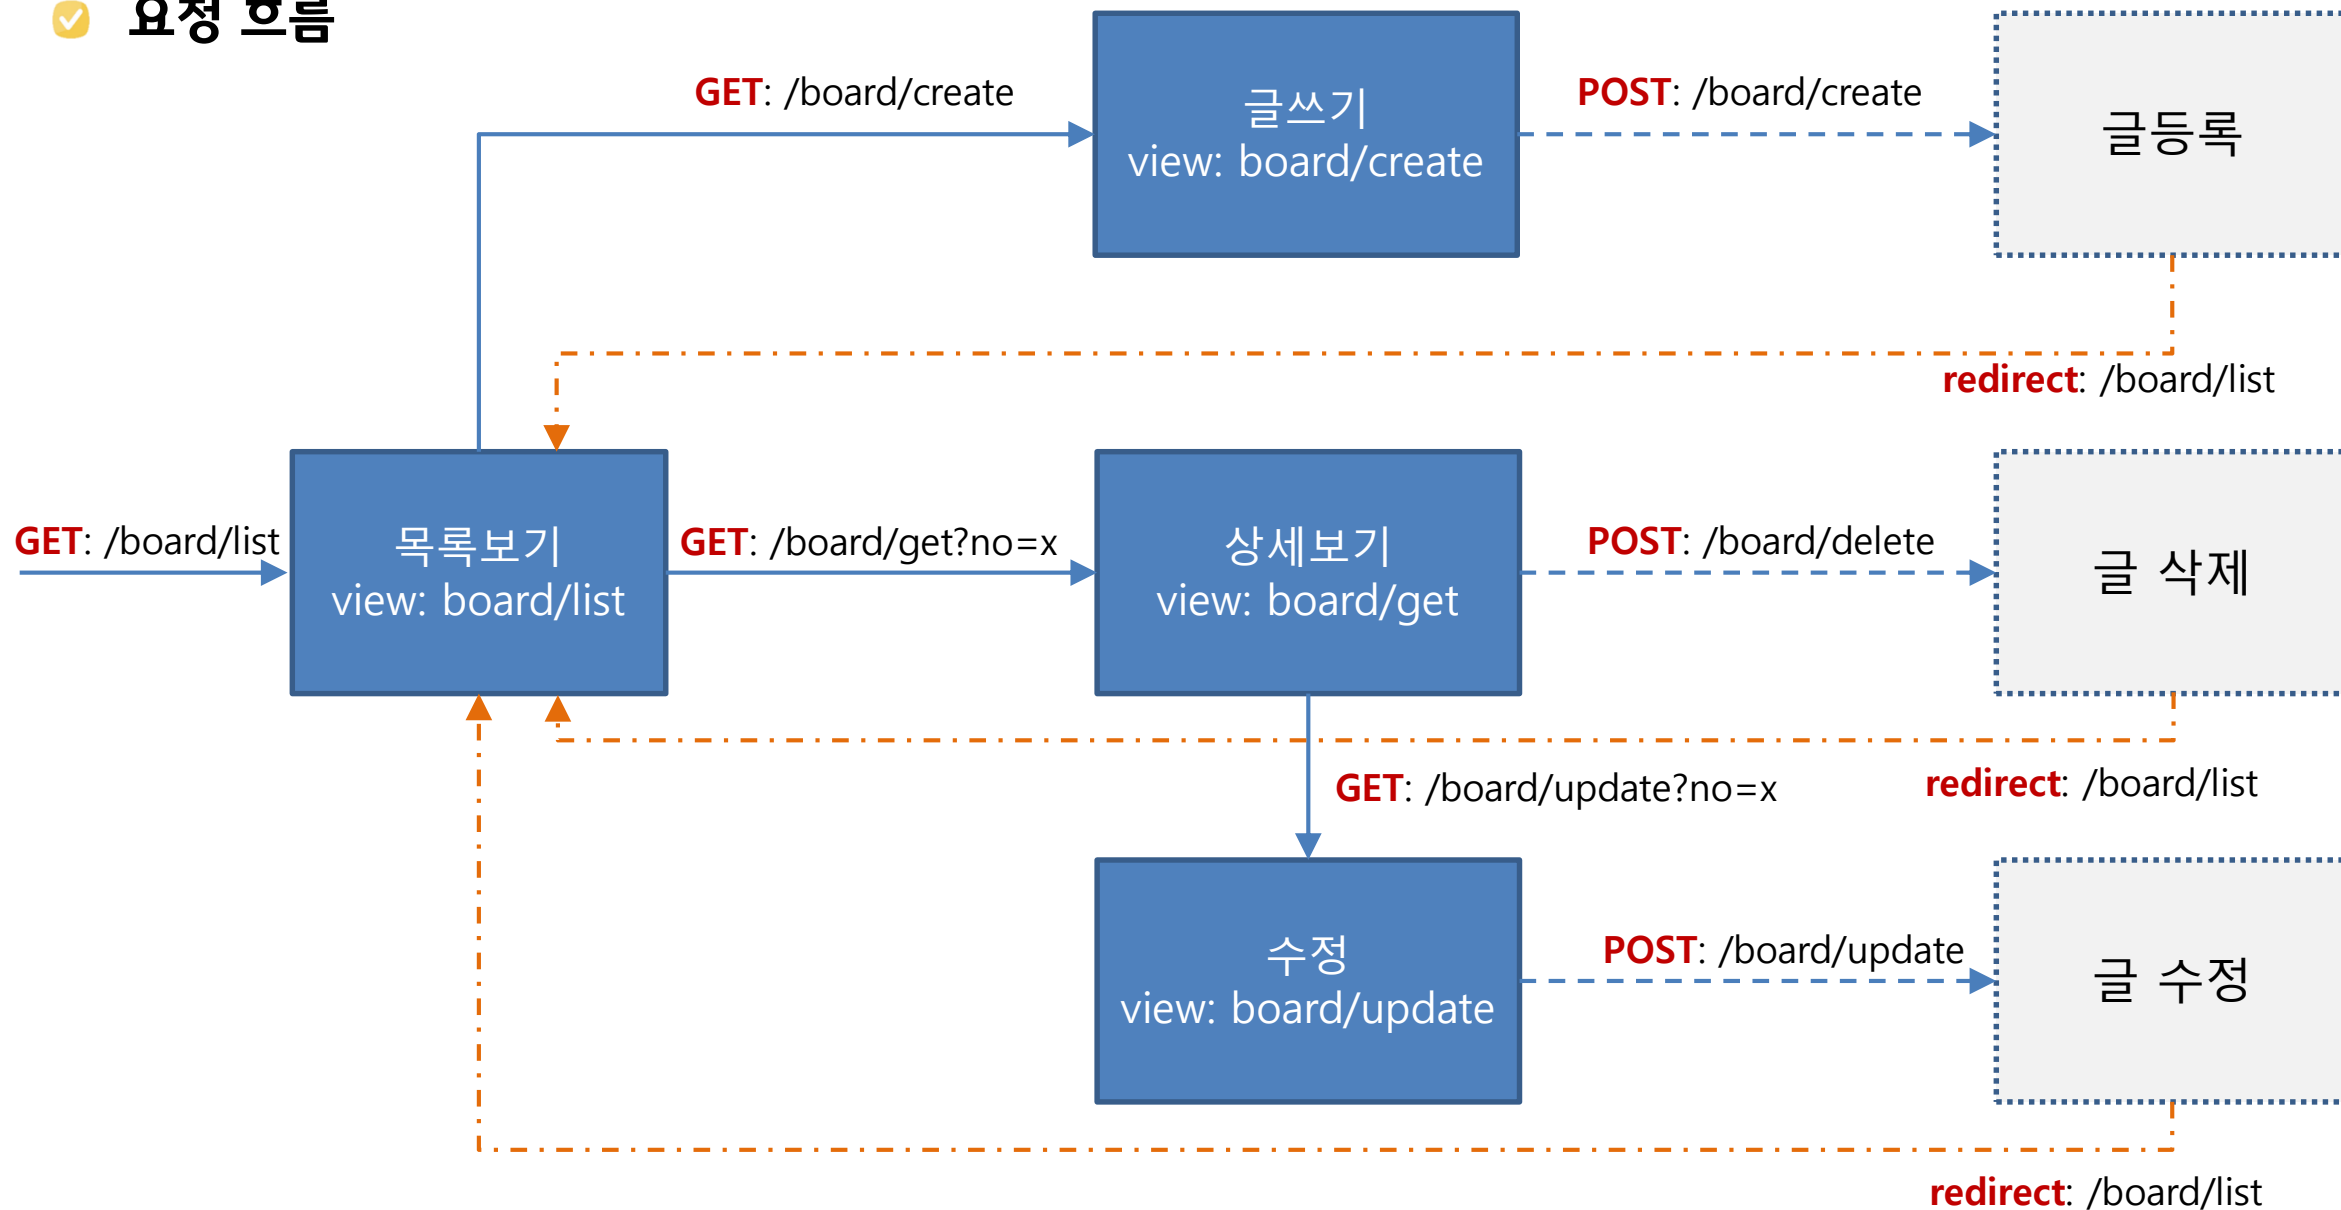 요청 흐름
GET: /board/create
글쓰기
view: board/create
POST: /board/create
글등록
redirect: /board/list
GET: /board/list
목록보기
view: board/list
GET: /board/get?no=x
상세보기
view: board/get
POST: /board/delete
글 삭제
GET: /board/update?no=x
redirect: /board/list
수정
view: board/update
POST: /board/update
글 수정
redirect: /board/list